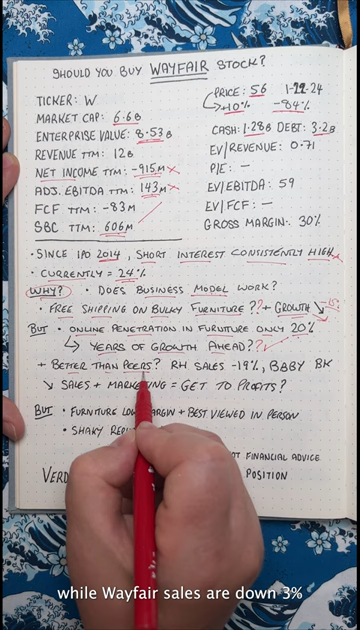 SHOULD YOU BUY WAYFAIR STOCK?
TICKER: W
MARKET CAP: 6.6B
ENTERPRISE VALUE: 8.53B
REVENUE TTM: 12B
NET INCOME TTM: -915M
ADJ. EBITDA TTM: 143M
FCF TTM: -83M
SBC TTM: 606M
PRICE: 56 1-22-24
-10% -84%
CASH: 1.28B DEBT: 3.2B
EV/REVENUE: 0.71
P/E: —
EV/EBITDA: 59
EV/FCF: —
GROSS MARGIN: 30%
• SINCE IPO 2014, SHORT INTEREST CONSISTENTLY HIGH
• CURRENTLY = 24%
WHY? • DOES BUSINESS MODEL WORK?
• FREE SHIPPING ON BULKY FURNITURE?? + GROWTH ↘
BUT • ONLINE PENETRATION IN FURNITURE ONLY 20%
↳ YEARS OF GROWTH AHEAD??
+ BETTER THAN PEERS? RH SALES -19%, BABY BK
↘ SALES + MARKETING = GET TO PROFITS?
BUT • FURNITURE LOW MARGIN + BEST VIEWED IN PERSON
• SHAKY
FINANCIAL ADVICE
POSITION
while Wayfair sales are down 3%